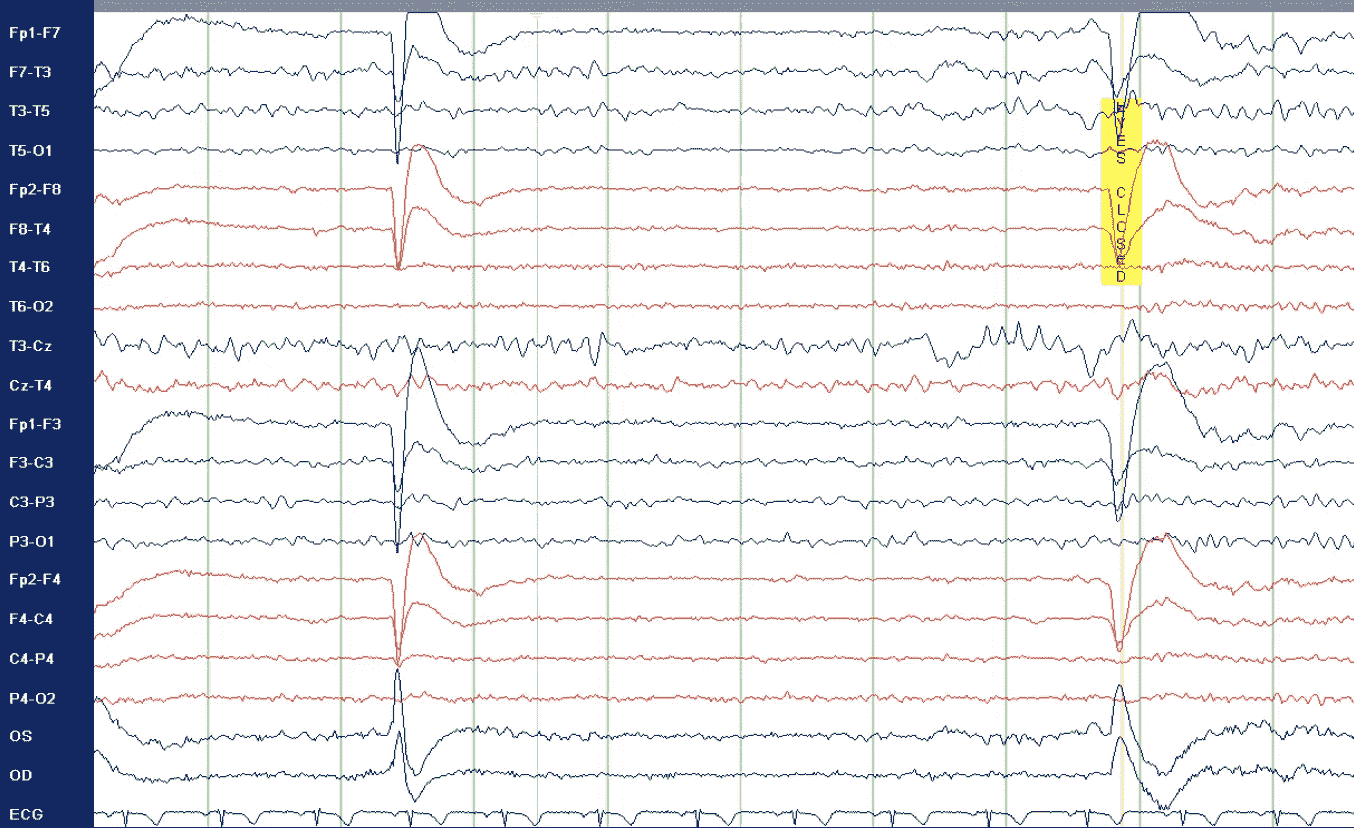 Fp1-F7
F7-T3
T3-T5
T5-O1
Fp2-F8
F8-T4
T4-T6
T6-O2
T3-Cz
Cz-T4
Fp1-F3
F3-C3
C3-P3
P3-O1
Fp2-F4
F4-C4
C4-P4
P4-O2
OS
OD
ECG
EYES CLOSED